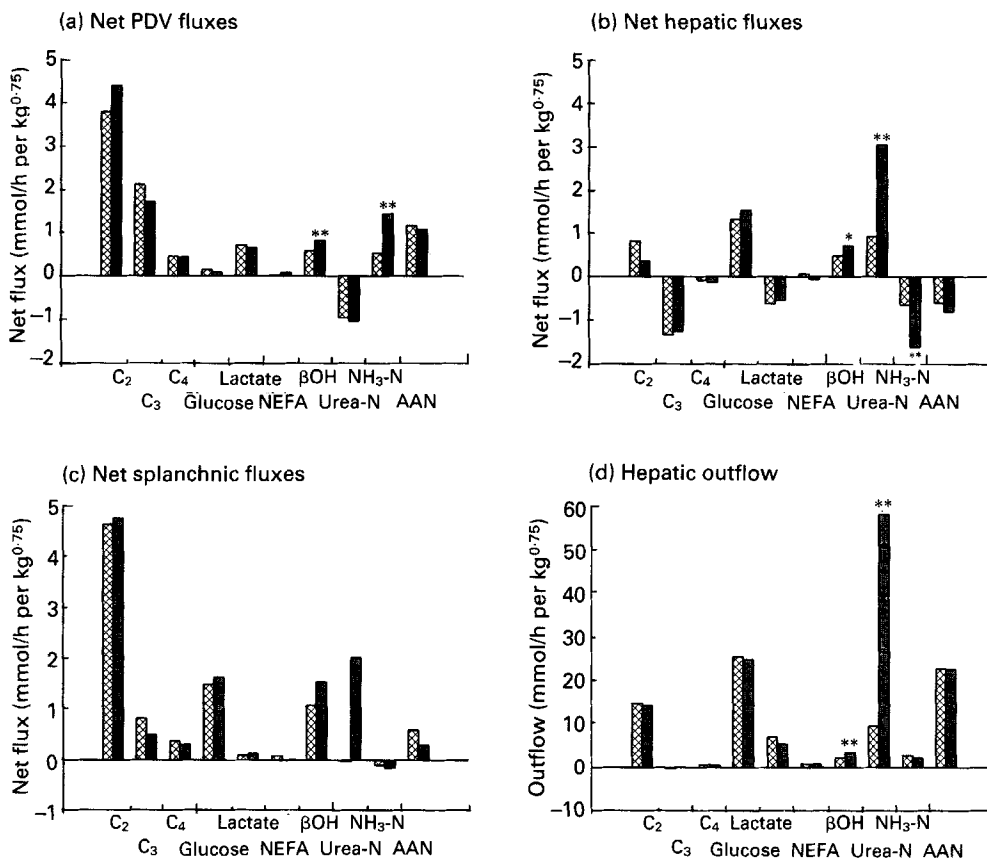 (a) Net PDV fluxes
Net flux (mmol/h per kg0·75)
5
4
3
2
1
0
−1
−2
**
**
C2 C4 Lactate βOH NH3-N
C3 Glucose NEFA Urea-N AAN
(b) Net hepatic fluxes
Net flux (mmol/h per kg0·75)
5
4
3
2
1
0
−1
−2
*
**
**
C2 C4 Lactate βOH NH3-N
C3 Glucose NEFA Urea-N AAN
(c) Net splanchnic fluxes
Net flux (mmol/h per kg0·75)
5
4
3
2
1
0
−1
C2 C4 Lactate βOH NH3-N
C3 Glucose NEFA Urea-N AAN
(d) Hepatic outflow
Outflow (mmol/h per kg0·75)
60
50
40
30
20
10
0
−10
**
**
C2 C4 Lactate βOH NH3-N
C3 Glucose NEFA Urea-N AAN